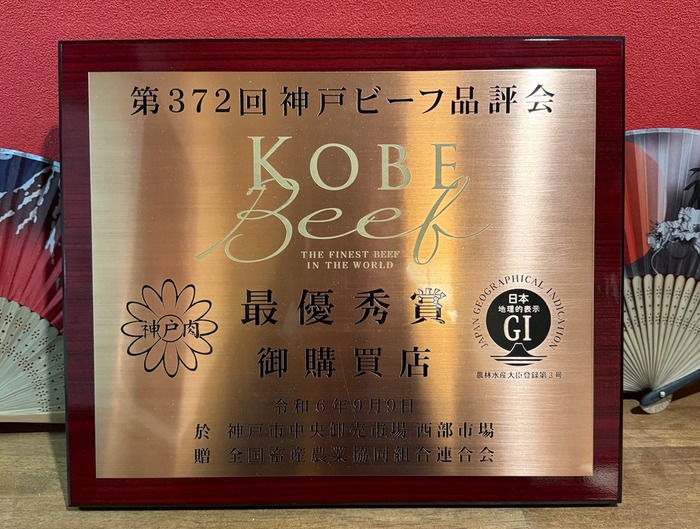 第372回 神戸ビーフ品評会
KOBE
Beef
THE FINEST BEEF
IN THE WORLD
神戸肉
最優秀賞
御購買店
JAPAN GEOGRAPHICAL INDICATION
日本
地理的表示
GI
農林水産大臣登録第3号
令和6年9月9日
於 神戸市中央卸売市場 西部市場
贈 全国畜産農業協同組合連合会